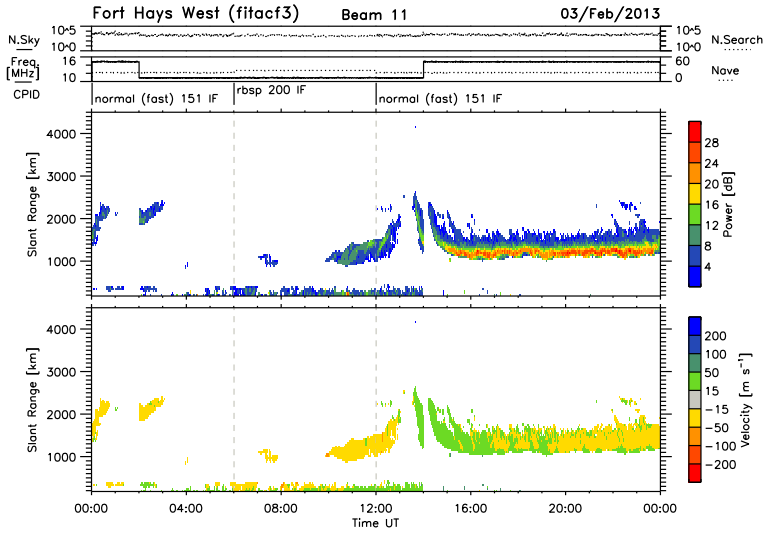 Fort Hays West (fitacf3) Beam 11 03/Feb/2013
N.Sky 10^5 10^0 10^5 10^0 N.Search
Freq. [MHz] 16 10 60 0 Nave
CPID normal (fast) 151 IF rbsp 200 IF normal (fast) 151 IF
Slant Range [km]
4000
3000
2000
1000
28
24
20
16
12
8
4
Power [dB]
Slant Range [km]
4000
3000
2000
1000
200
100
50
15
-15
-50
-100
-200
Velocity [m s⁻¹]
00:00 04:00 08:00 12:00 16:00 20:00 00:00
Time UT